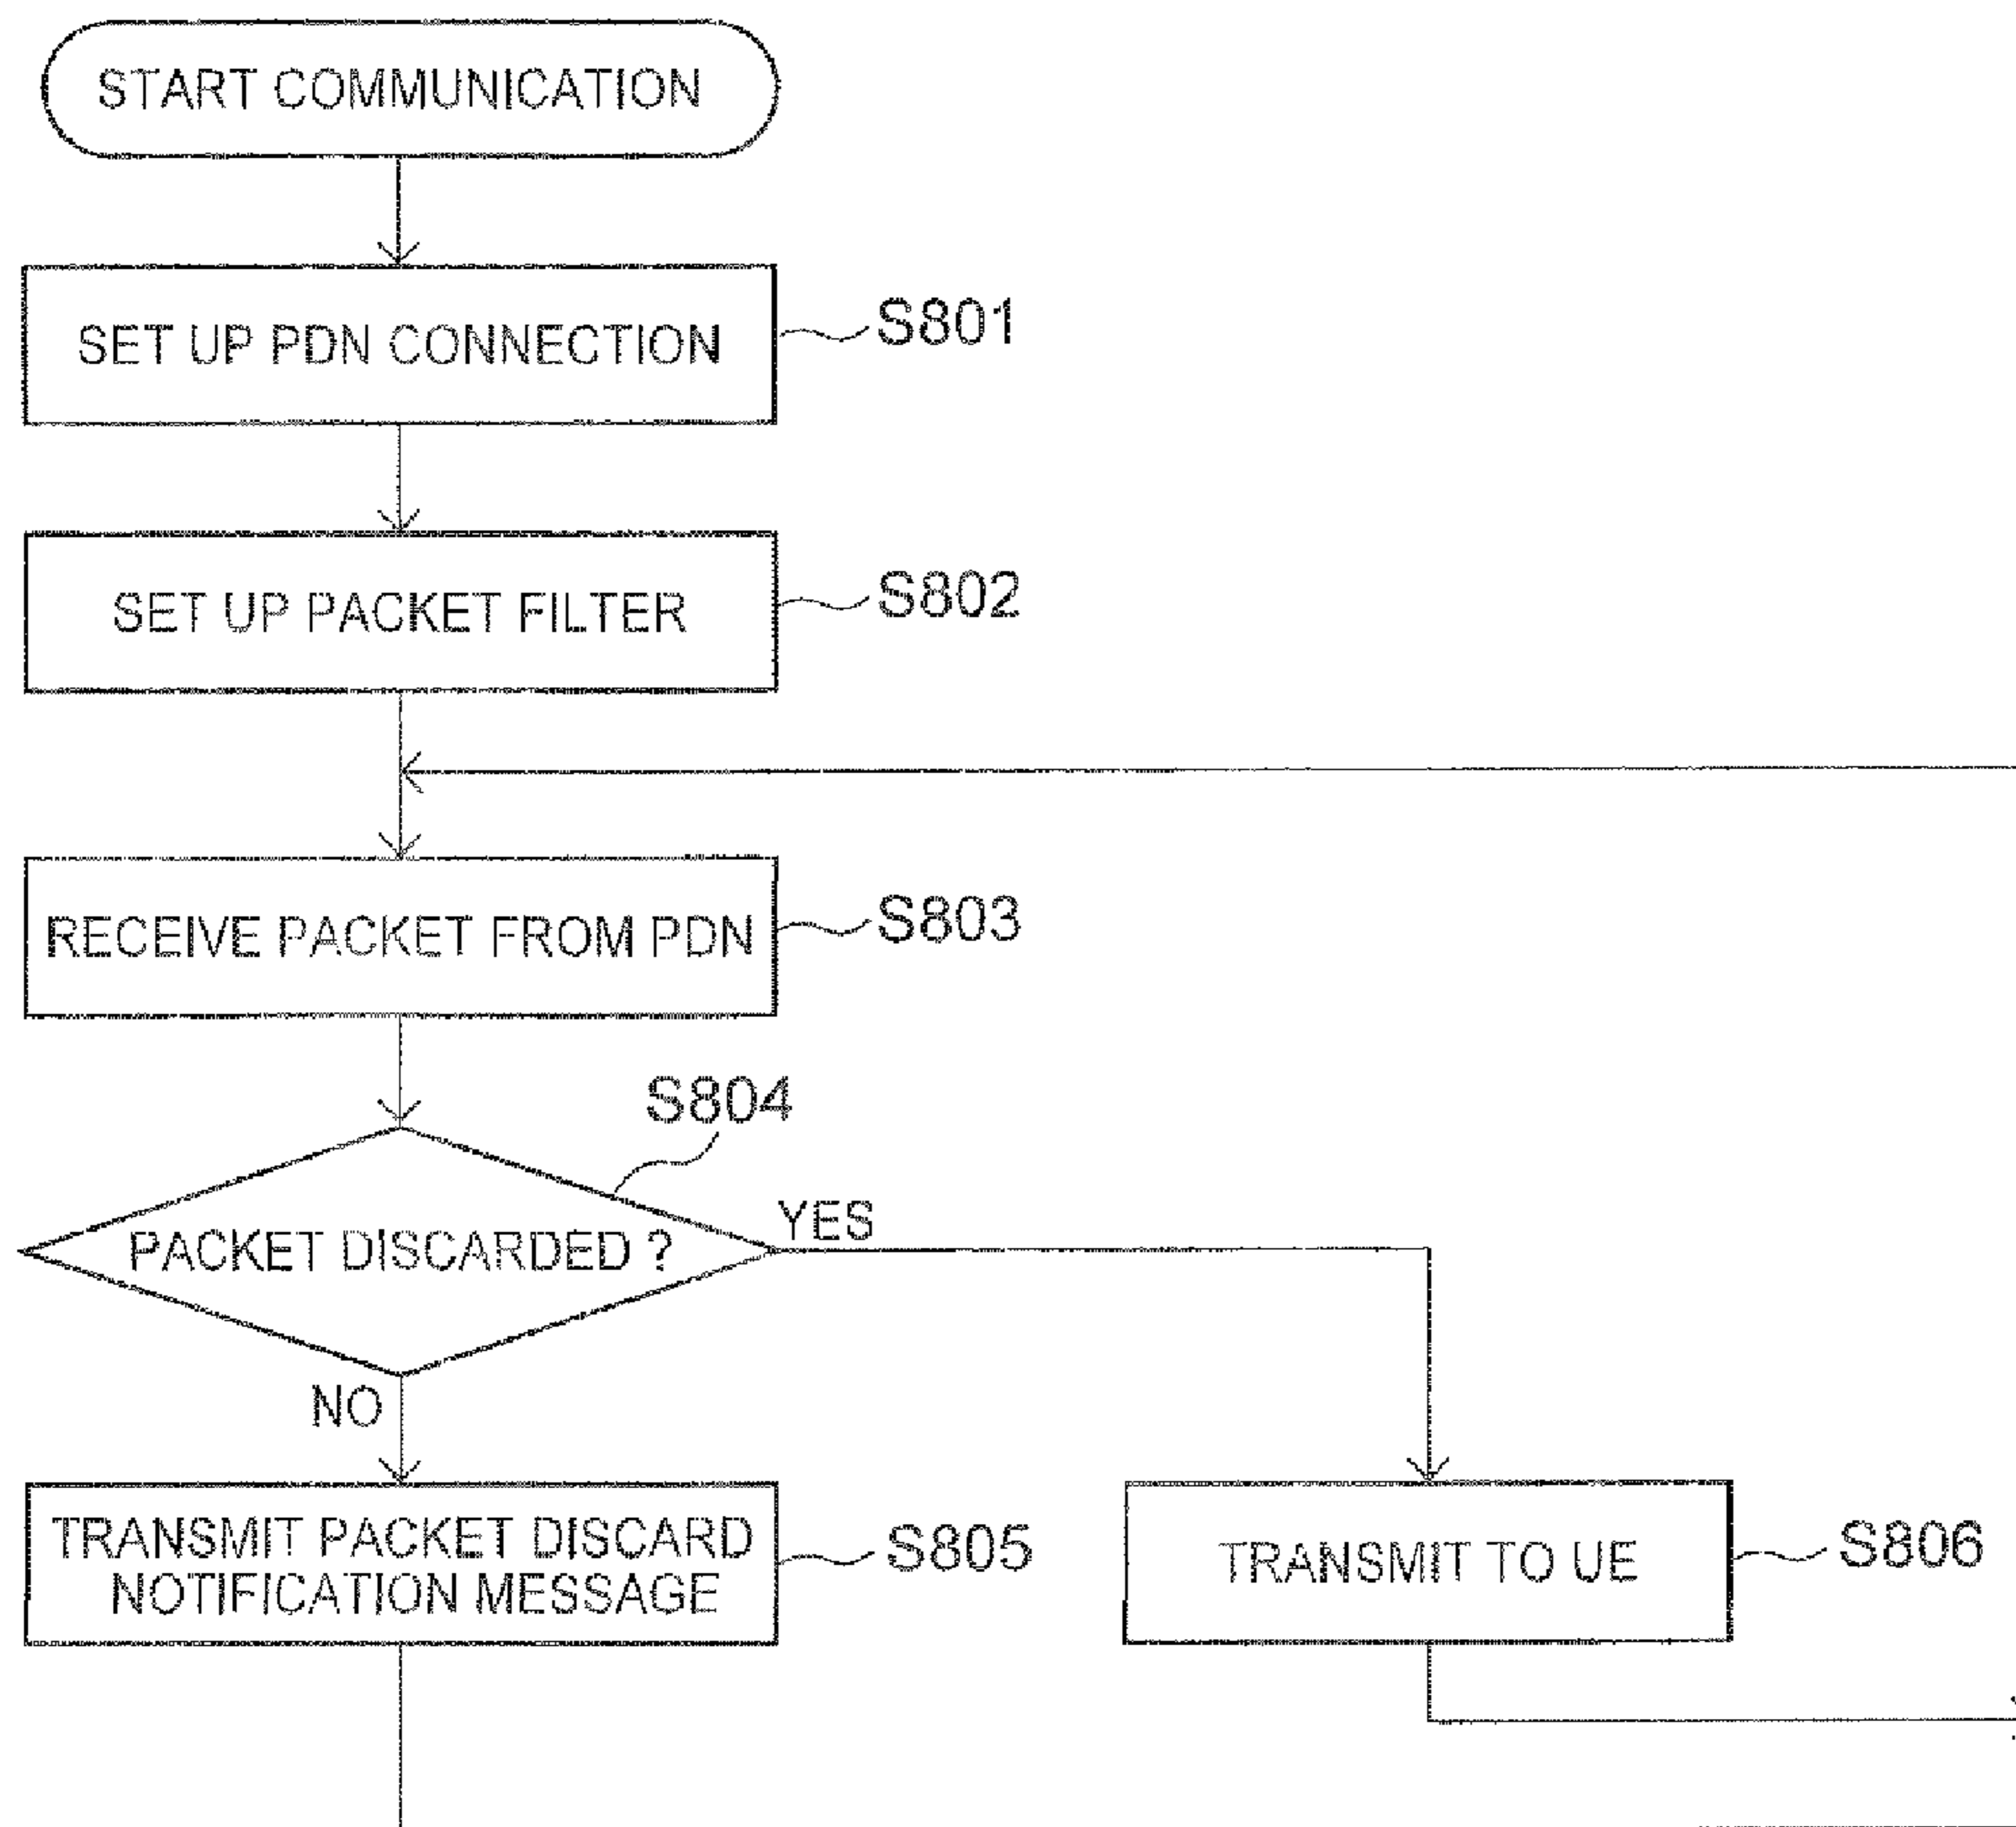 START COMMUNICATION
SET UP PDN CONNECTION
S801
SET UP PACKET FILTER
S802
RECEIVE PACKET FROM PDN
S803
S804
PACKET DISCARDED ?
YES
NO
TRANSMIT PACKET DISCARD
NOTIFICATION MESSAGE
S805
TRANSMIT TO UE
S806